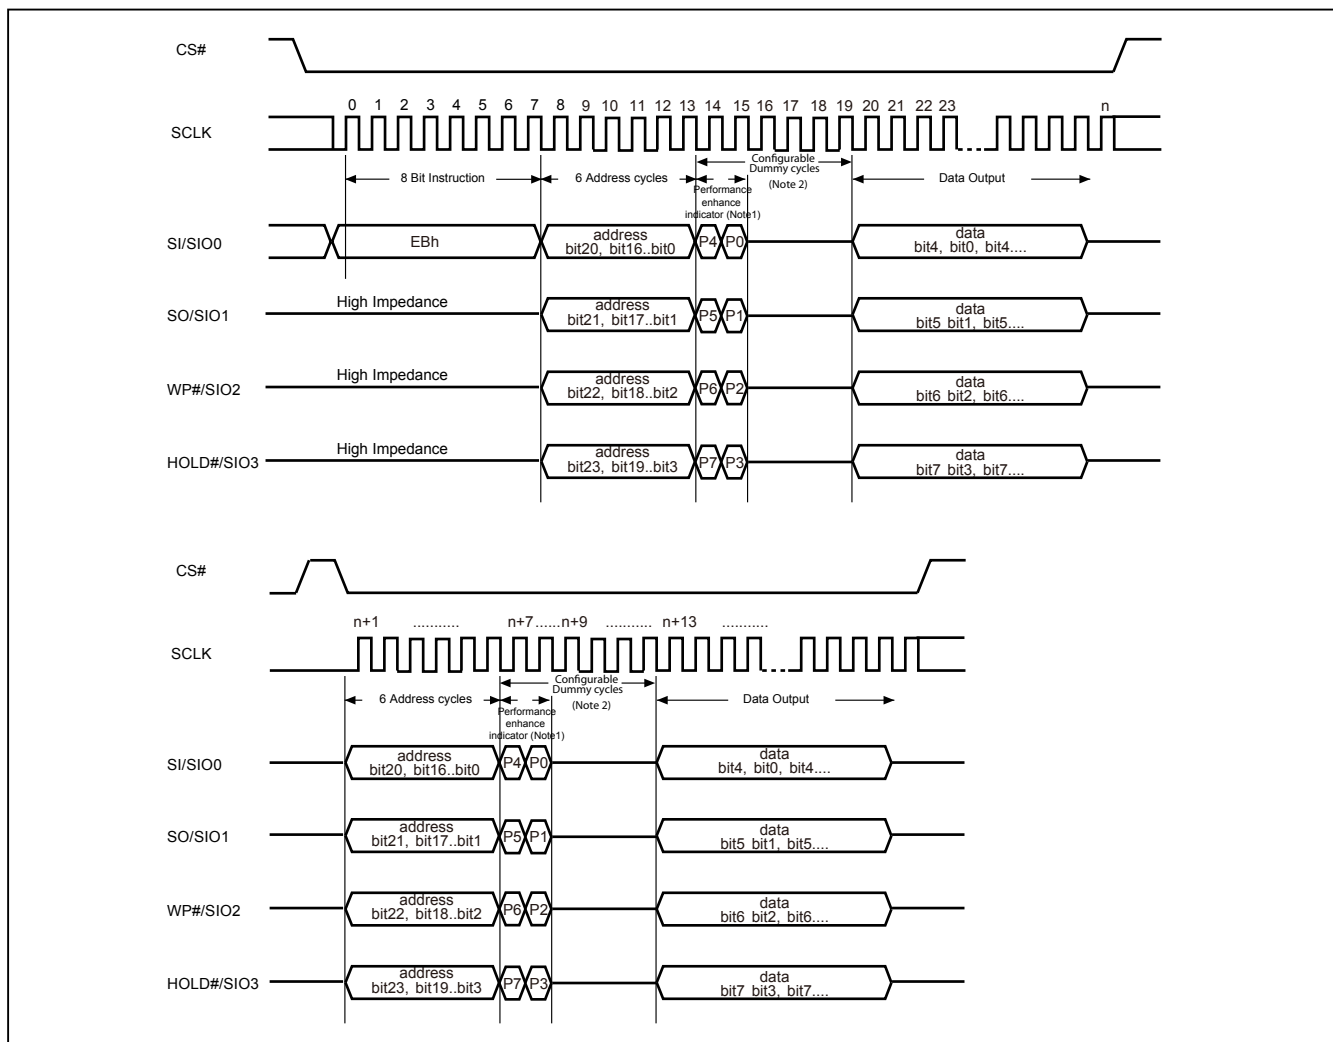 CS#
0 1 2 3 4 5 6 7 8 9 10 11 12 13 14 15 16 17 18 19 20 21 22 23 n
SCLK
Configurable
Dummy cycles
(Note 2)
8 Bit Instruction
6 Address cycles
Data Output
Performance
enhance
indicator (Note1)
SI/SIO0
EBh
address
bit20, bit16..bit0
P4 P0
data
bit4, bit0, bit4....
SO/SIO1
High Impedance
address
bit21, bit17..bit1
P5 P1
data
bit5 bit1, bit5....
WP#/SIO2
High Impedance
address
bit22, bit18..bit2
P6 P2
data
bit6 bit2, bit6....
HOLD#/SIO3
High Impedance
address
bit23, bit19..bit3
P7 P3
data
bit7 bit3, bit7....
CS#
n+1 ........... n+7 ......n+9 ........... n+13 ...........
SCLK
Configurable
Dummy cycles
(Note 2)
6 Address cycles
Data Output
Performance
enhance
indicator (Note1)
SI/SIO0
address
bit20, bit16..bit0
P4 P0
data
bit4, bit0, bit4....
SO/SIO1
address
bit21, bit17..bit1
P5 P1
data
bit5 bit1, bit5....
WP#/SIO2
address
bit22, bit18..bit2
P6 P2
data
bit6 bit2, bit6....
HOLD#/SIO3
address
bit23, bit19..bit3
P7 P3
data
bit7 bit3, bit7....